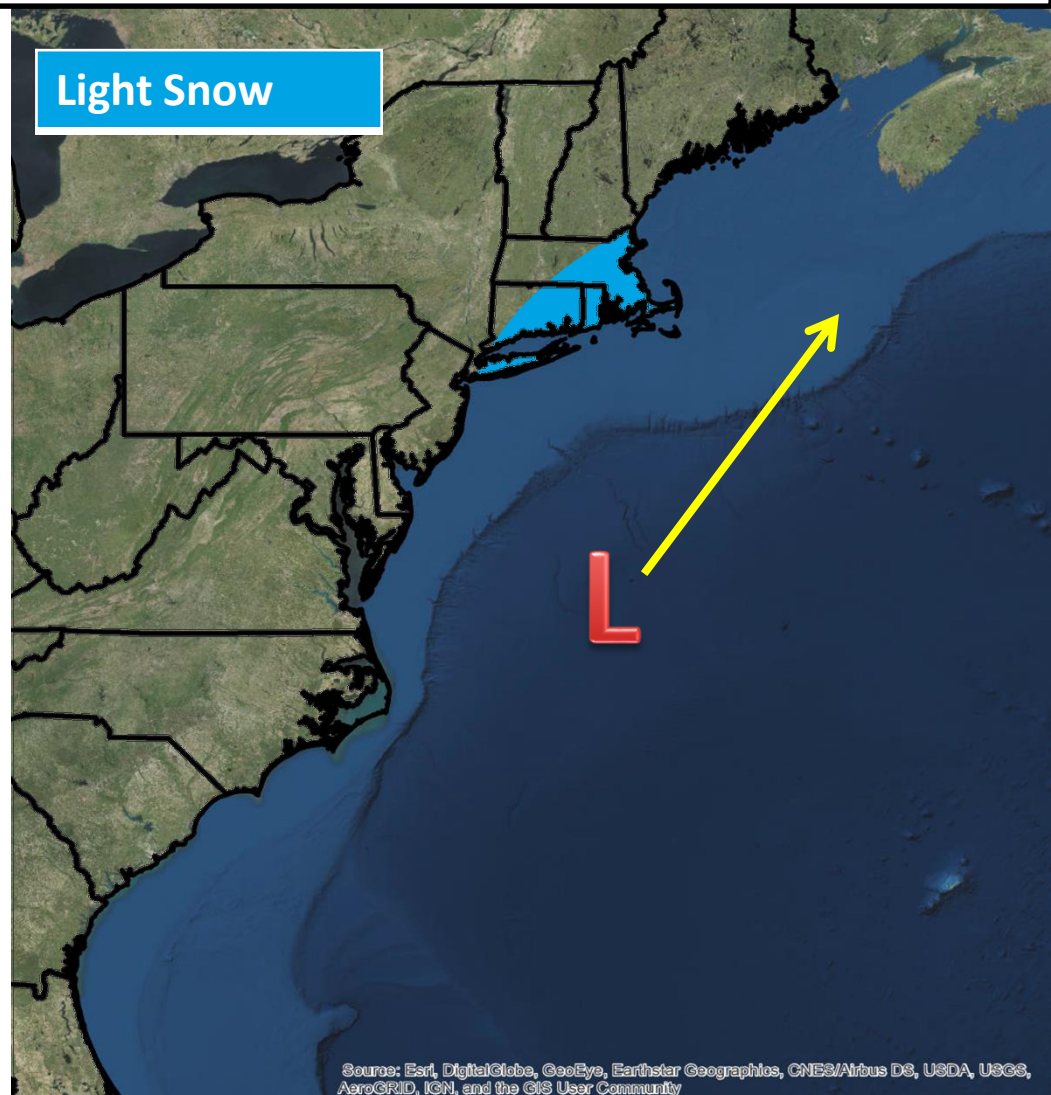 Light Snow
L
Source: Esri, DigitalGlobe, GeoEye, Earthstar Geographics, CNES/Airbus DS, USDA, USGS,
AeroGRID, IGN, and the GIS User Community